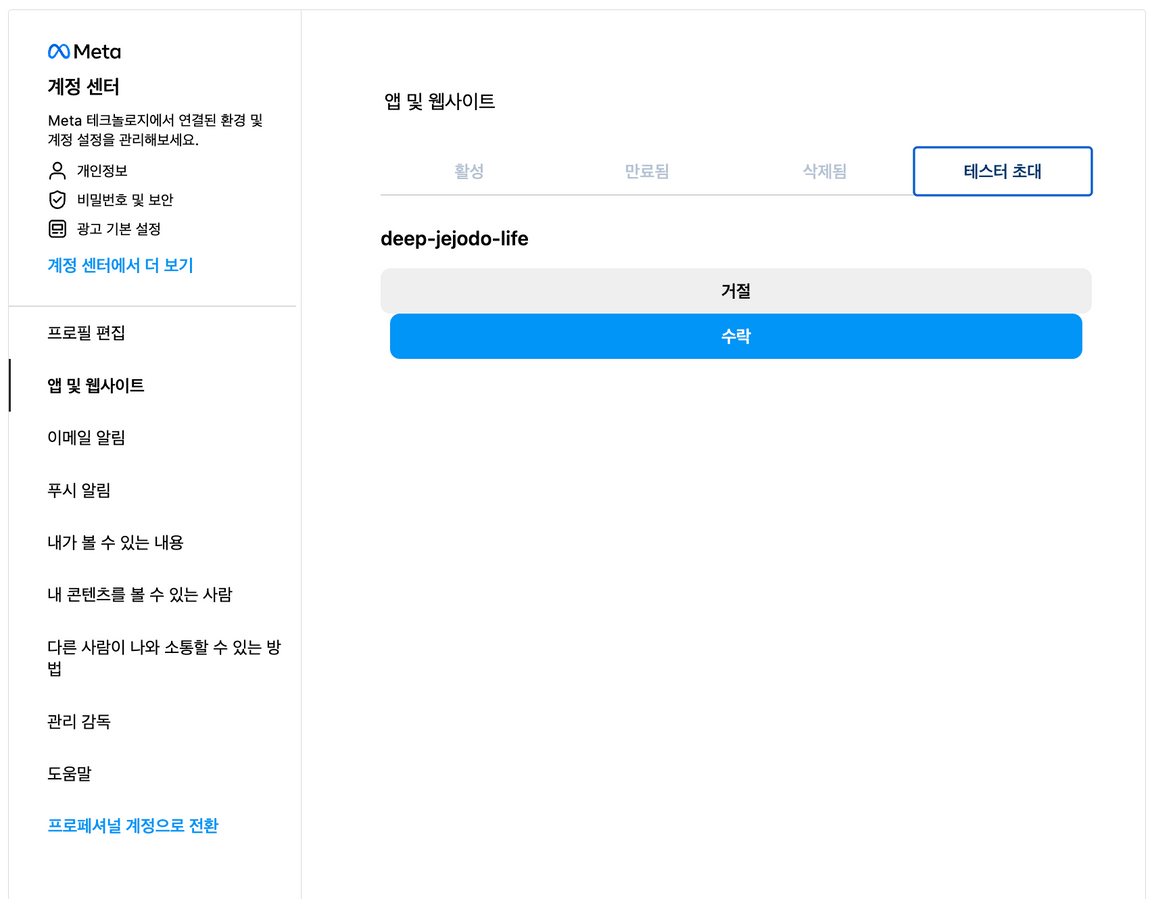 Meta
계정 센터
Meta 테크놀로지에서 연결된 환경 및
계정 설정을 관리해보세요.
개인정보
비밀번호 및 보안
광고 기본 설정
계정 센터에서 더 보기
프로필 편집
앱 및 웹사이트
이메일 알림
푸시 알림
내가 볼 수 있는 내용
내 콘텐츠를 볼 수 있는 사람
다른 사람이 나와 소통할 수 있는 방
법
관리 감독
도움말
프로페셔널 계정으로 전환
앱 및 웹사이트
활성 만료됨 삭제됨 테스터 초대
deep-jejodo-life
거절
수락